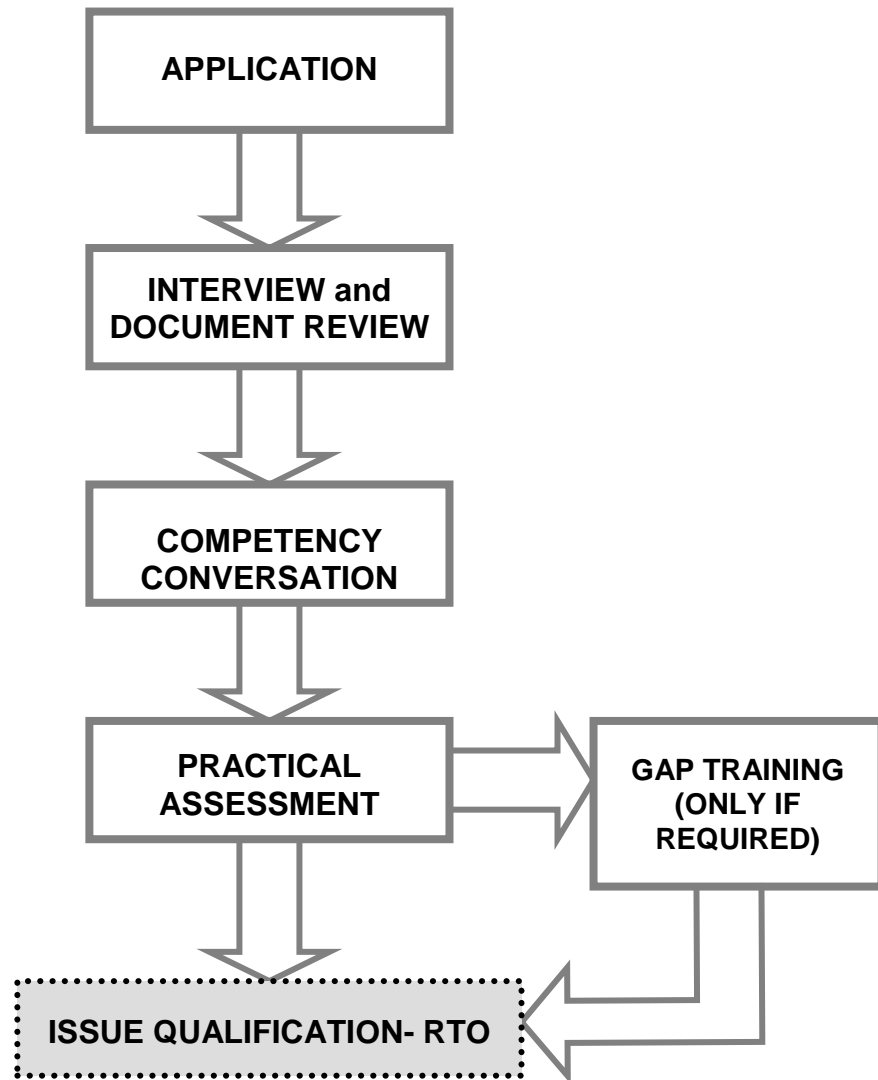 APPLICATION
INTERVIEW and
DOCUMENT REVIEW
COMPETENCY
CONVERSATION
PRACTICAL
ASSESSMENT
GAP TRAINING
(ONLY IF
REQUIRED)
ISSUE QUALIFICATION- RTO